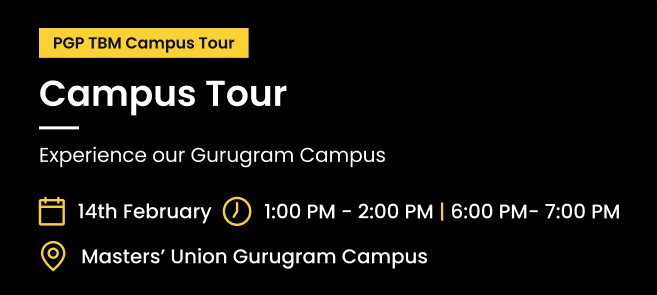 PGP TBM Campus Tour
Campus Tour
Experience our Gurugram Campus
14th February 1:00 PM - 2:00 PM | 6:00 PM- 7:00 PM
Masters' Union Gurugram Campus